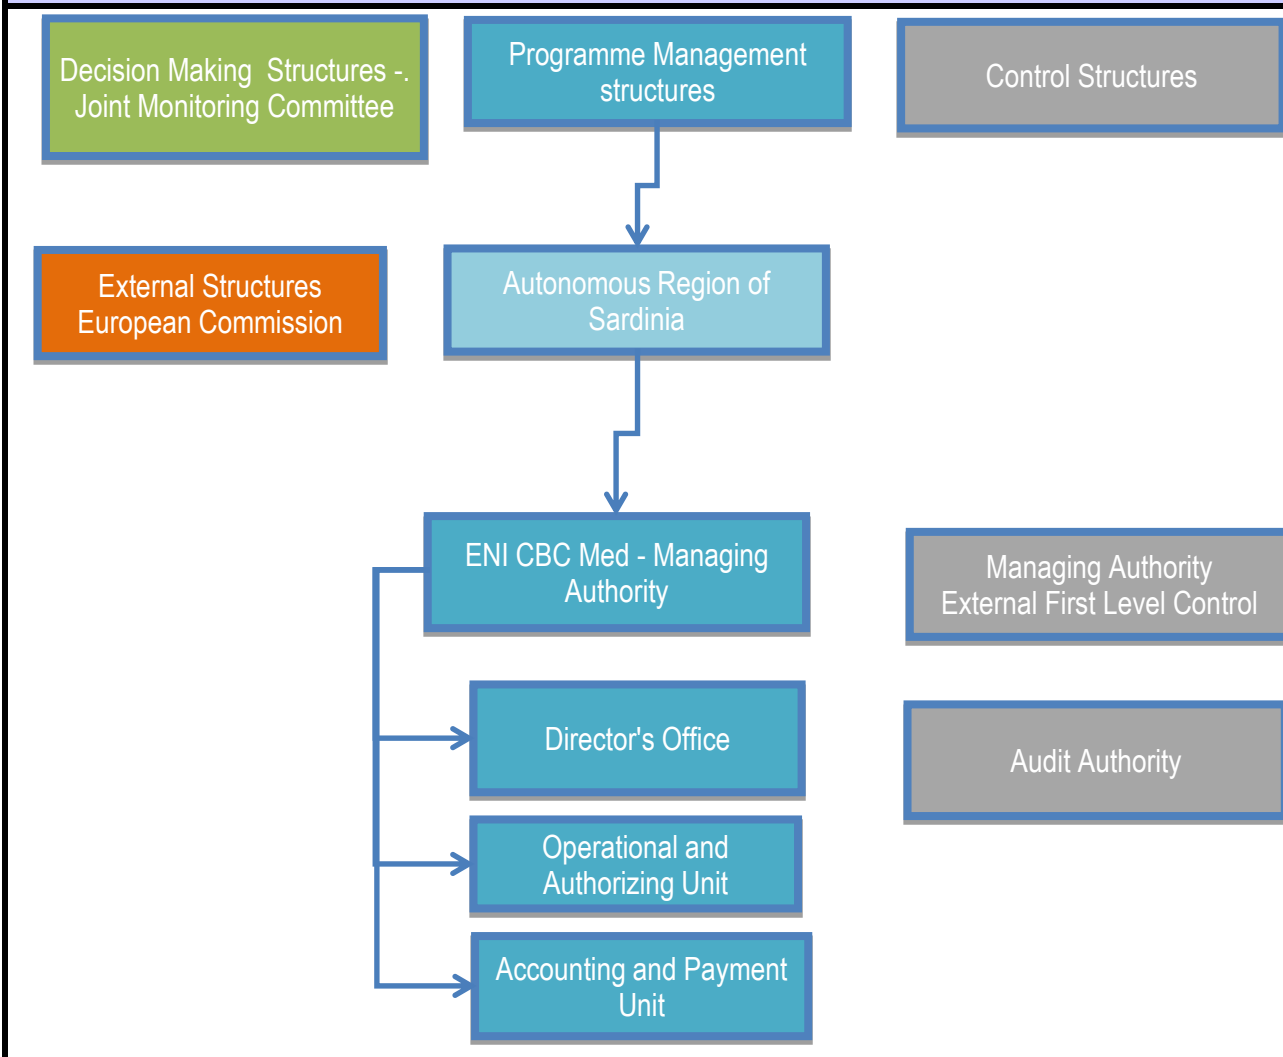 Decision Making Structures -.
Joint Monitoring Committee
Programme Management
structures
Control Structures
External Structures
European Commission
Autonomous Region of
Sardinia
ENI CBC Med - Managing
Authority
Managing Authority
External First Level Control
Director's Office
Audit Authority
Operational and
Authorizing Unit
Accounting and Payment
Unit